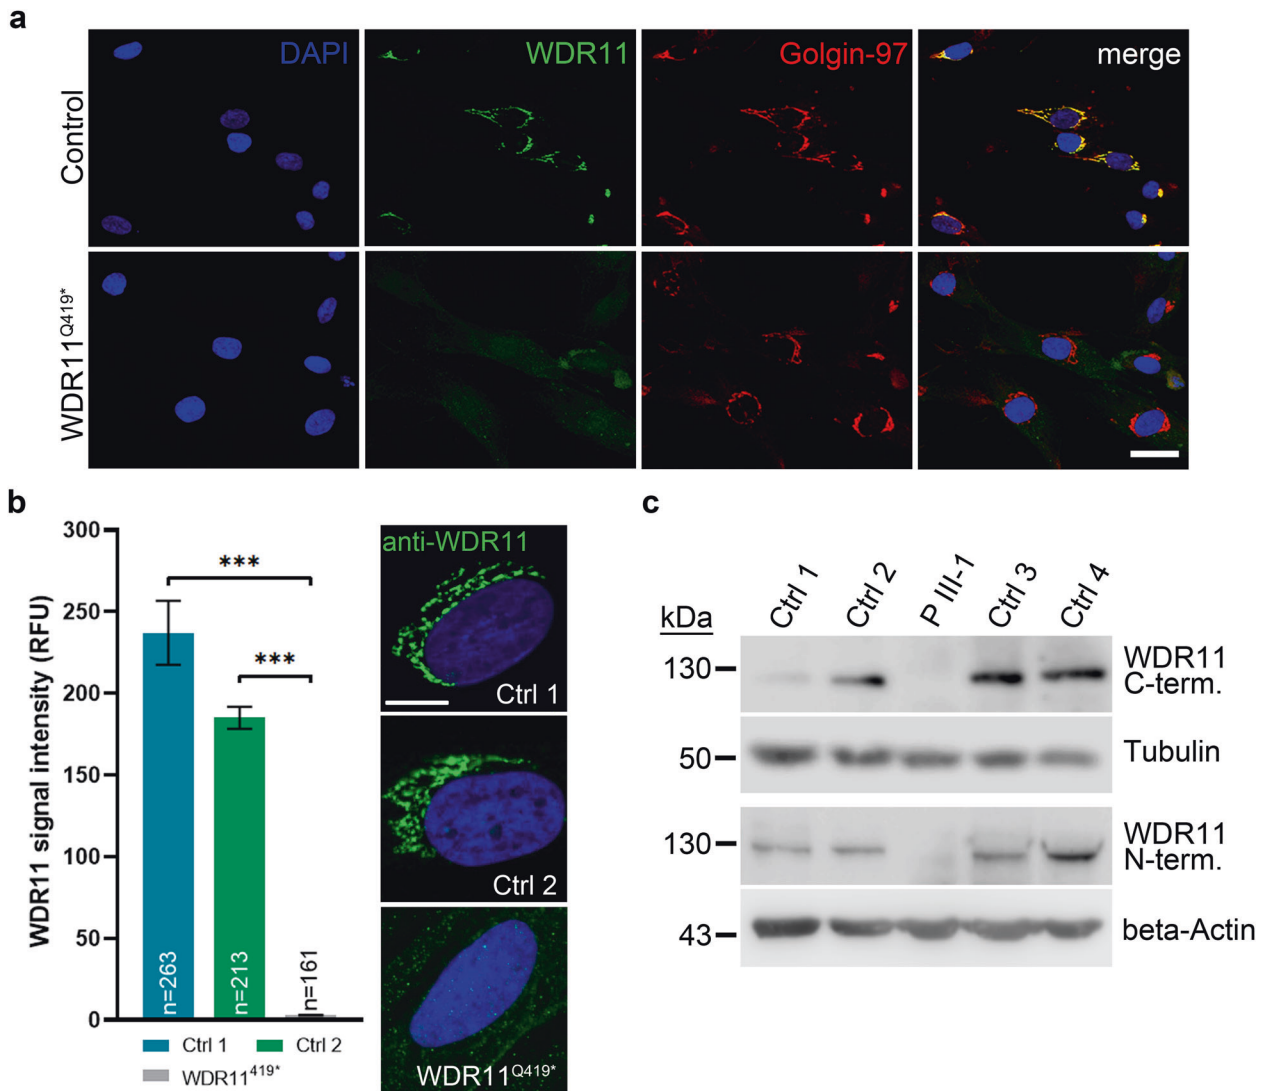 a
DAPI
WDR11
Golgin-97
merge
Control
WDR11Q419*
b
WDR11 signal intensity (RFU)
300
250
200
150
100
50
0
***
***
n=263
n=213
n=161
Ctrl 1
Ctrl 2
WDR11419*
anti-WDR11
Ctrl 1
Ctrl 2
WDR11Q419*
c
kDa
Ctrl 1
Ctrl 2
P III-1
Ctrl 3
Ctrl 4
130
WDR11
C-term.
50
Tubulin
130
WDR11
N-term.
43
beta-Actin